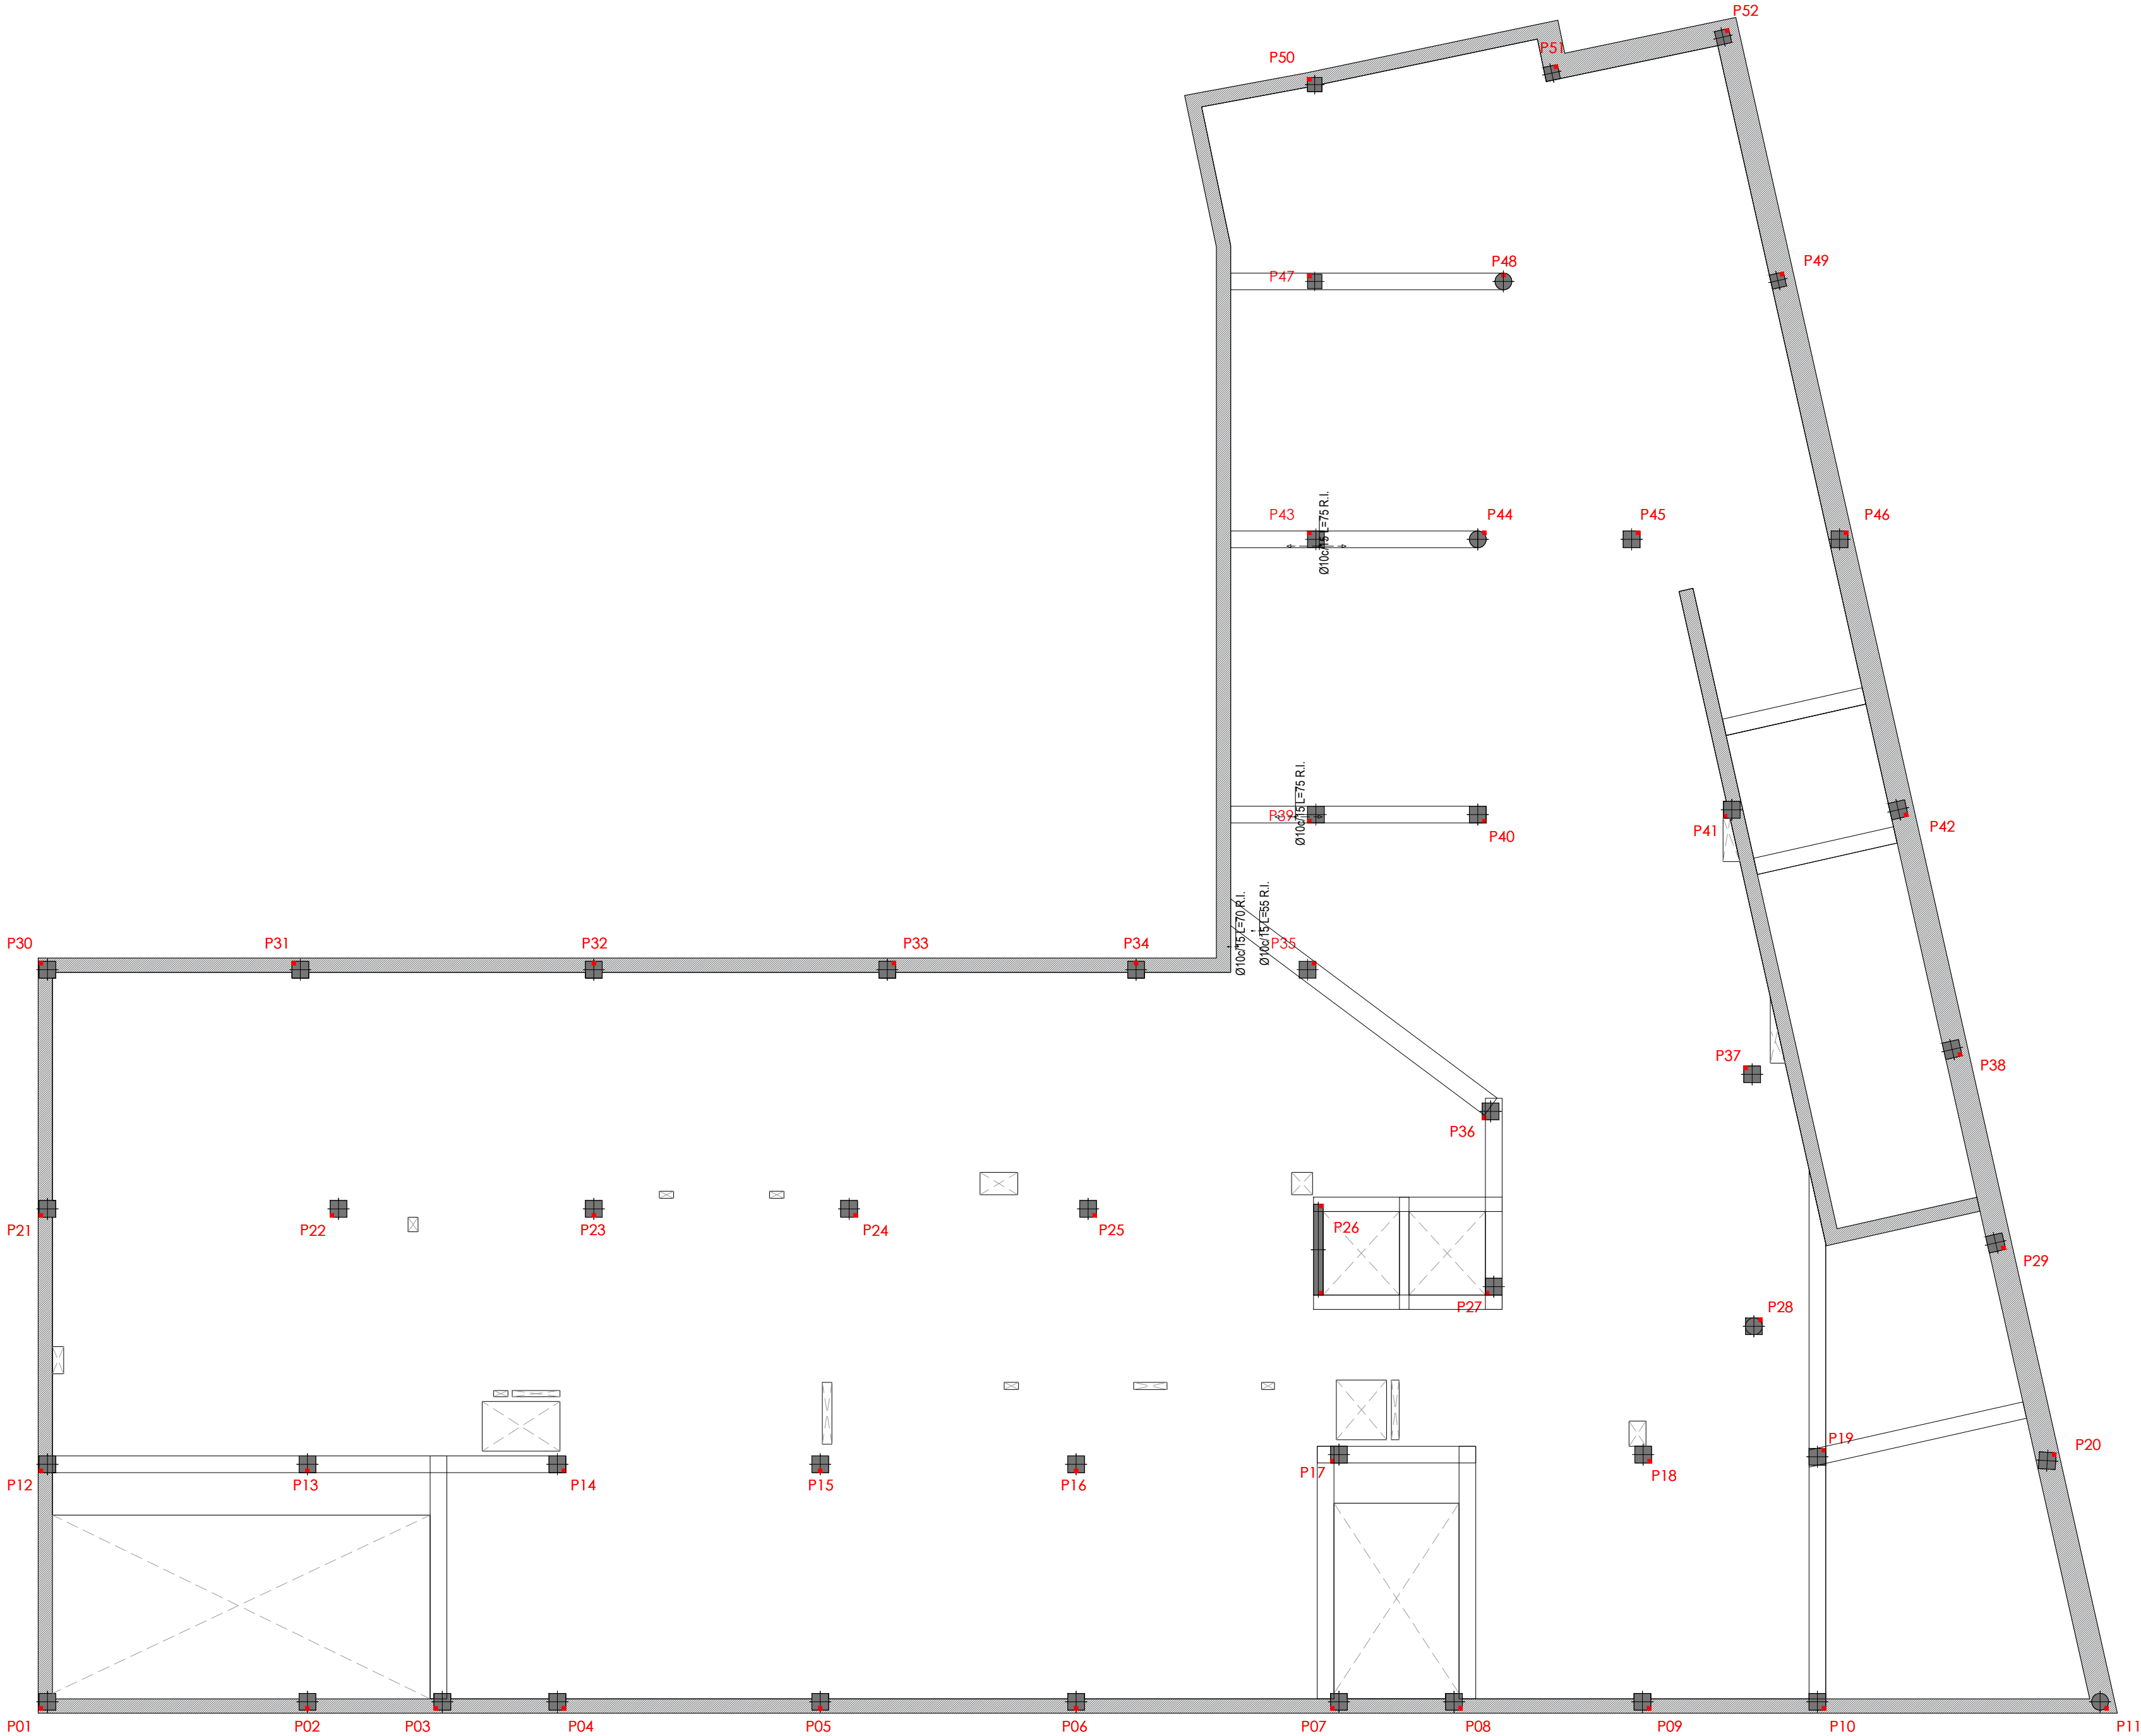 P52
P51
P50
P49
P48
P47
Ø10c/15 L=75 R.I.
P43
P44
P45
P46
Ø10c/15 L=75 R.I.
P39
P40
P41
P42
Ø10c/15 L=70 R.I.
Ø10c/15 L=55 R.I.
P30
P31
P32
P33
P34
P35
P37
P38
P36
P21
P22
P23
P24
P25
P26
P29
P27
P28
P12
P13
P14
P15
P16
P17
P18
P19
P20
P01
P02
P03
P04
P05
P06
P07
P08
P09
P10
P11